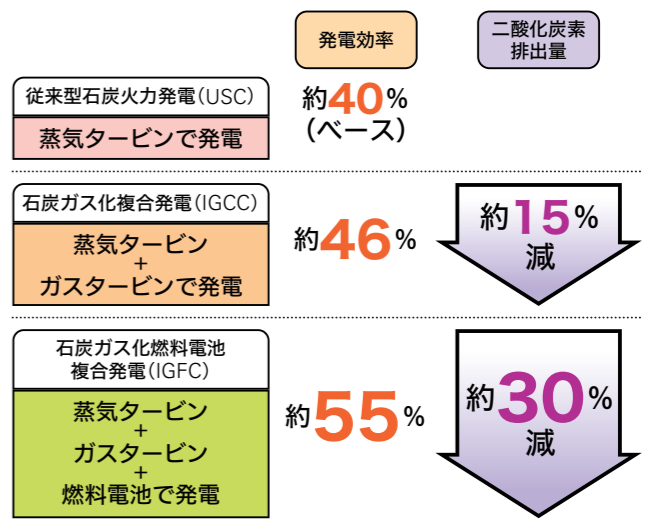 発電効率
二酸化炭素
排出量
従来型石炭火力発電（USC）
蒸気タービンで発電
約40%
（ベース）
石炭ガス化複合発電（IGCC）
蒸気タービン
+
ガスタービンで発電
約46%
約15%
減
石炭ガス化燃料電池
複合発電（IGFC）
蒸気タービン
+
ガスタービン
+
燃料電池で発電
約55%
約30%
減